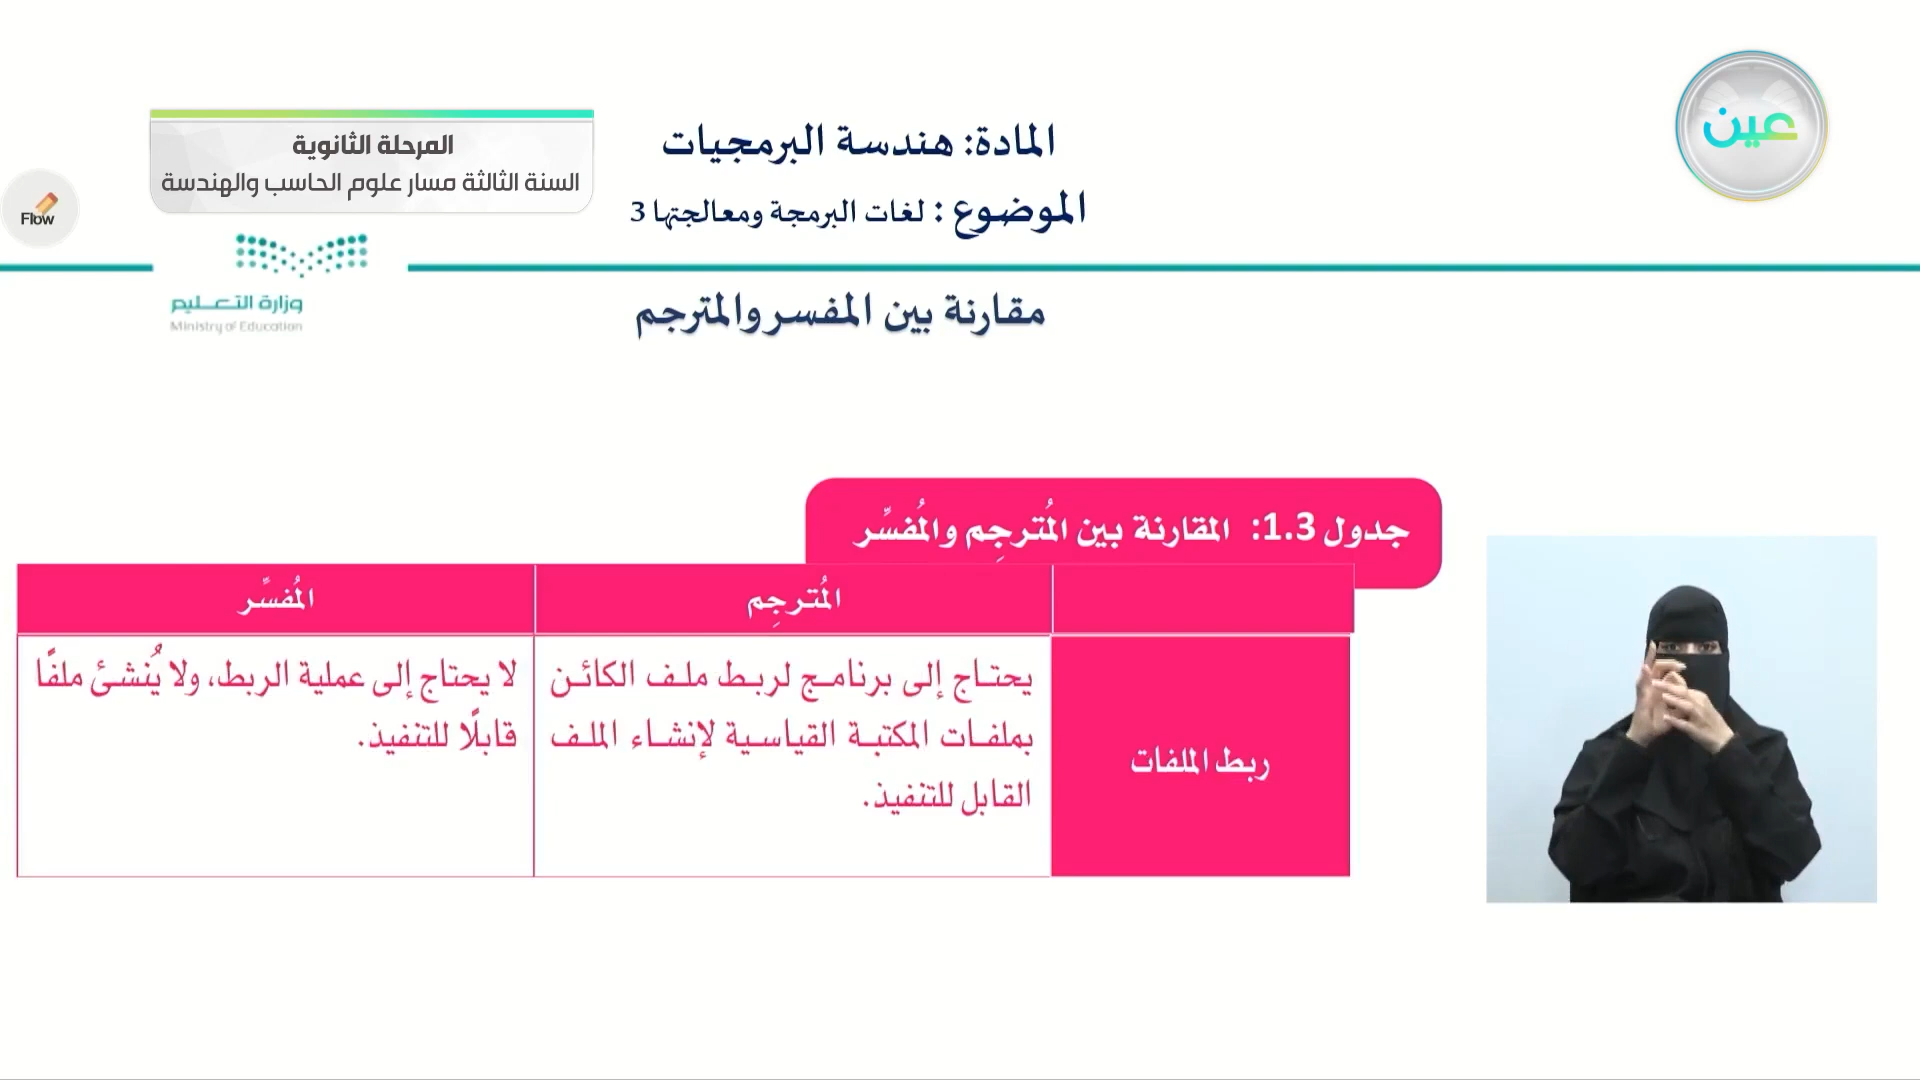 عين
المرحلة الثانوية
السنة الثالثة مسار علوم الحاسب والهندسة
المادة: هندسة البرمجيات
الموضوع : لغات البرمجة ومعالجتها 3
Flow
وزارة التعليم
Ministry of Education
مقارنة بين المفسر والمترجم
جدول 1.3: المقارنة بين المُترجِم والمُفسِّر
المُترجِم
المُفسِّر
ربط الملفات
يحتاج إلى برنامج لربط ملف الكائن
بملفات المكتبة القياسية لإنشاء الملف
القابل للتنفيذ.
لا يحتاج إلى عملية الربط، ولا يُنشئ ملفًا
قابلًا للتنفيذ.